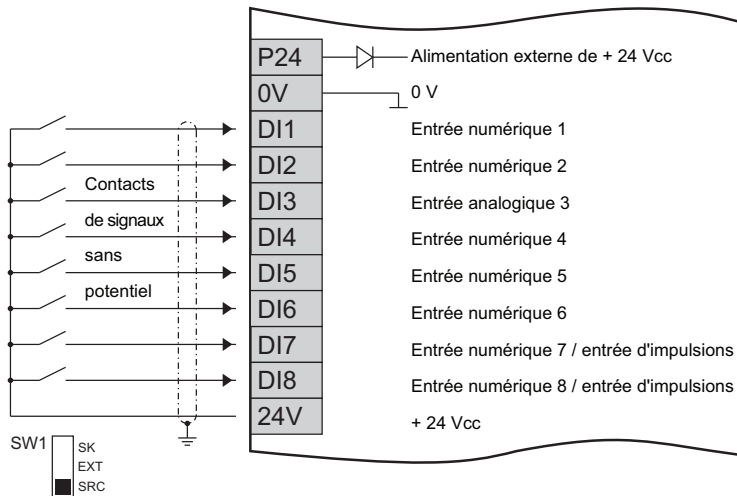 P24 Alimentation externe de + 24 Vcc
0V 0 V
DI1 Entrée numérique 1
DI2 Entrée numérique 2
Contacts DI3 Entrée analogique 3
de signaux DI4 Entrée numérique 4
sans DI5 Entrée numérique 5
potentiel DI6 Entrée numérique 6
DI7 Entrée numérique 7 / entrée d'impulsions
DI8 Entrée numérique 8 / entrée d'impulsions
24V + 24 Vcc
SW1 SK
EXT
SRC